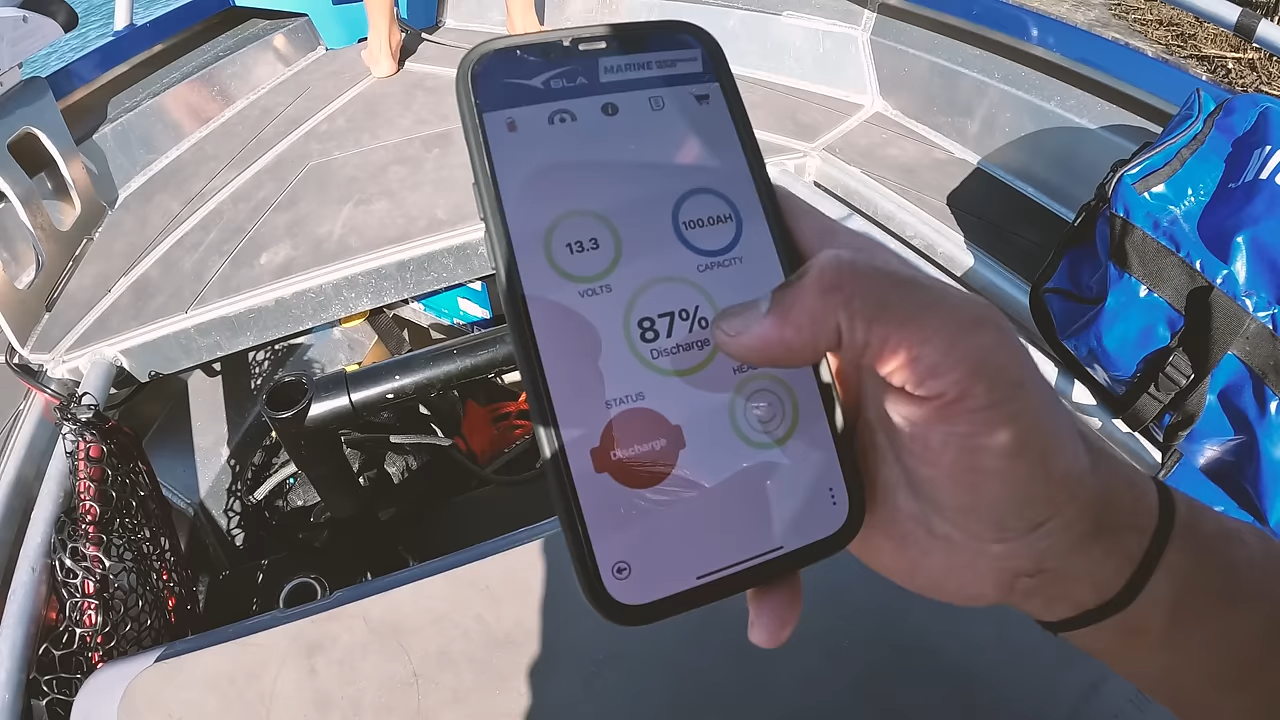 BLA
MARINE
13.3
VOLTS
100.0AH
CAPACITY
87%
Discharge
STATUS
Discharge